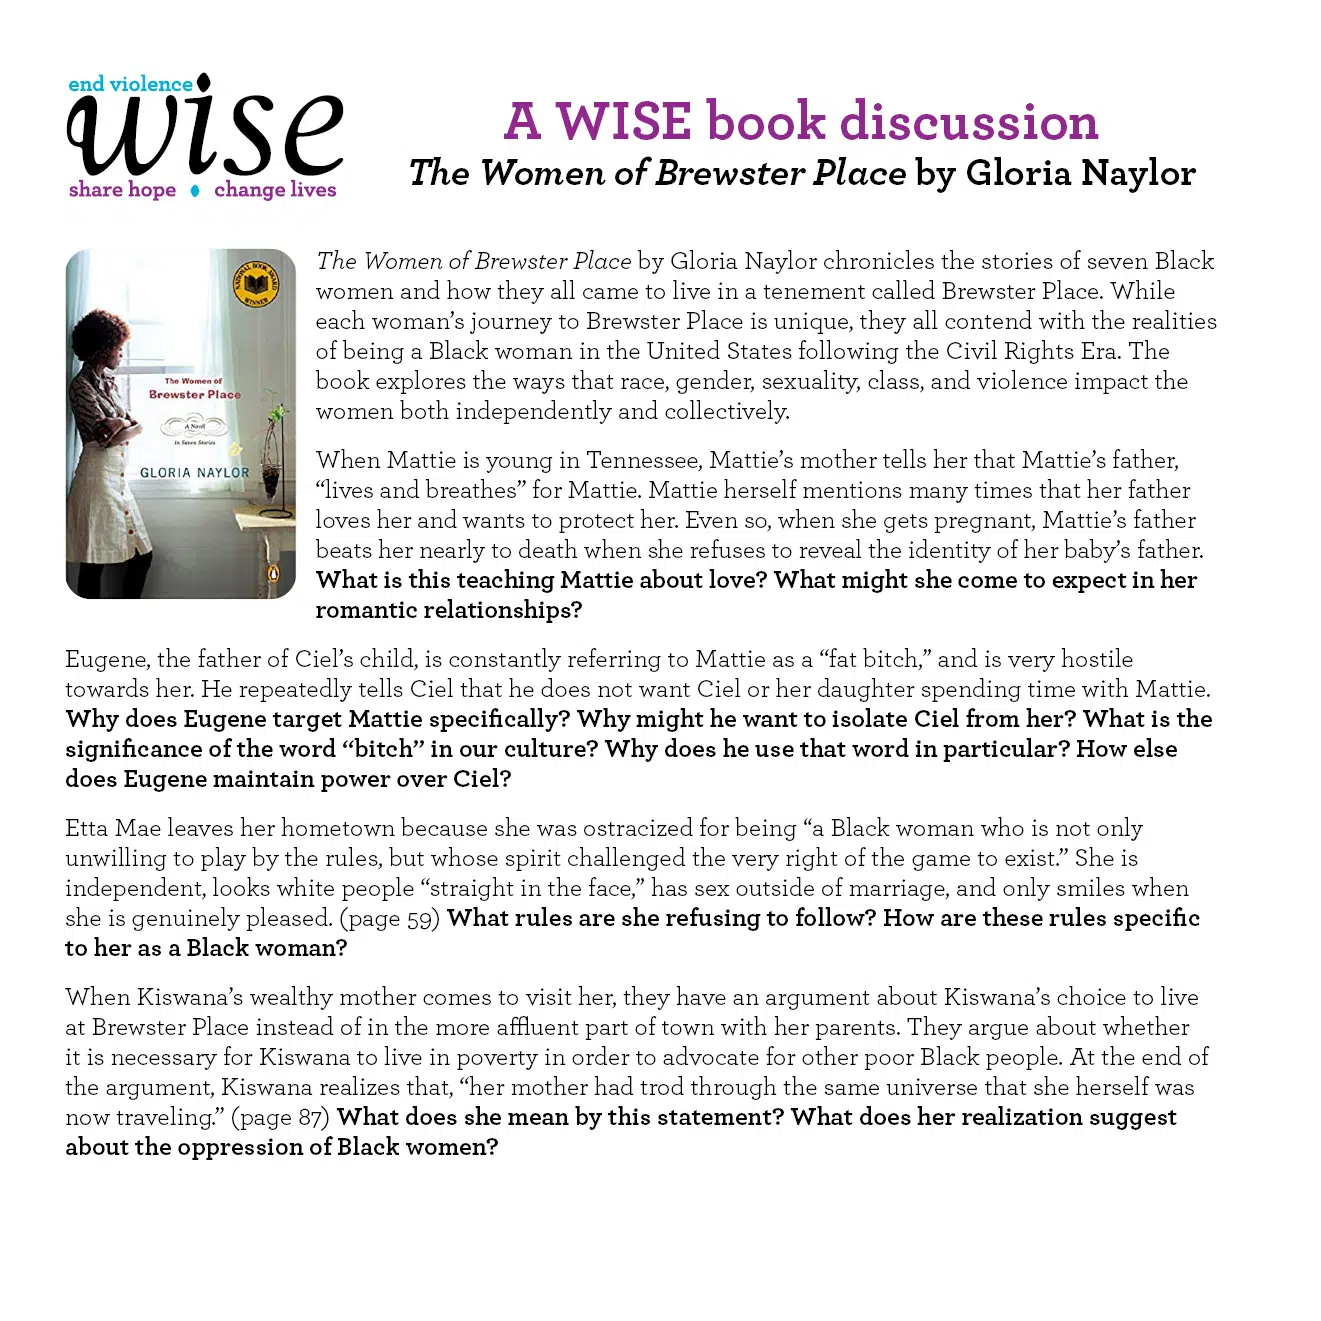 end violence
wise
share hope change lives
A WISE book discussion
The Women of Brewster Place by Gloria Naylor
NATIONAL BOOK AWARD
WINNER
The Women of
Brewster Place
A Novel
in Seven Stories
GLORIA NAYLOR
The Women of Brewster Place by Gloria Naylor chronicles the stories of seven Black
women and how they all came to live in a tenement called Brewster Place. While
each woman’s journey to Brewster Place is unique, they all contend with the realities
of being a Black woman in the United States following the Civil Rights Era. The
book explores the ways that race, gender, sexuality, class, and violence impact the
women both independently and collectively.
When Mattie is young in Tennessee, Mattie’s mother tells her that Mattie’s father,
“lives and breathes” for Mattie. Mattie herself mentions many times that her father
loves her and wants to protect her. Even so, when she gets pregnant, Mattie’s father
beats her nearly to death when she refuses to reveal the identity of her baby’s father.
What is this teaching Mattie about love? What might she come to expect in her
romantic relationships?
Eugene, the father of Ciel’s child, is constantly referring to Mattie as a “fat bitch,” and is very hostile
towards her. He repeatedly tells Ciel that he does not want Ciel or her daughter spending time with Mattie.
Why does Eugene target Mattie specifically? Why might he want to isolate Ciel from her? What is the
significance of the word “bitch” in our culture? Why does he use that word in particular? How else
does Eugene maintain power over Ciel?
Etta Mae leaves her hometown because she was ostracized for being “a Black woman who is not only
unwilling to play by the rules, but whose spirit challenged the very right of the game to exist.” She is
independent, looks white people “straight in the face,” has sex outside of marriage, and only smiles when
she is genuinely pleased. (page 59) What rules are she refusing to follow? How are these rules specific
to her as a Black woman?
When Kiswana’s wealthy mother comes to visit her, they have an argument about Kiswana’s choice to live
at Brewster Place instead of in the more affluent part of town with her parents. They argue about whether
it is necessary for Kiswana to live in poverty in order to advocate for other poor Black people. At the end of
the argument, Kiswana realizes that, “her mother had trod through the same universe that she herself was
now traveling.” (page 87) What does she mean by this statement? What does her realization suggest
about the oppression of Black women?